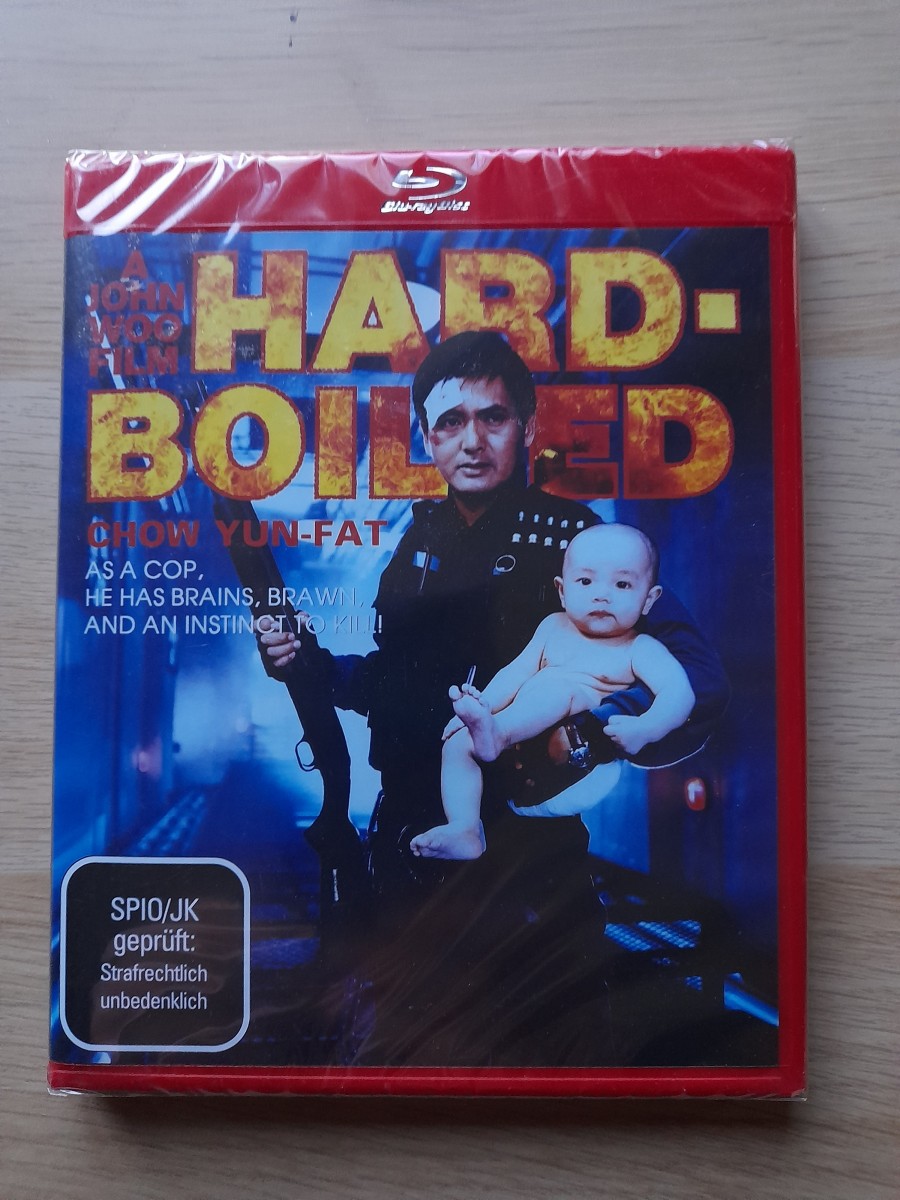 Blu-ray Disc
A
JOHN
WOO
FILM
HARD-
BOILED
CHOW YUN-FAT
AS A COP,
HE HAS BRAINS, BRAWN,
AND AN INSTINCT TO KILL!
SPIO/JK
geprüft:
Strafrechtlich
unbedenklich